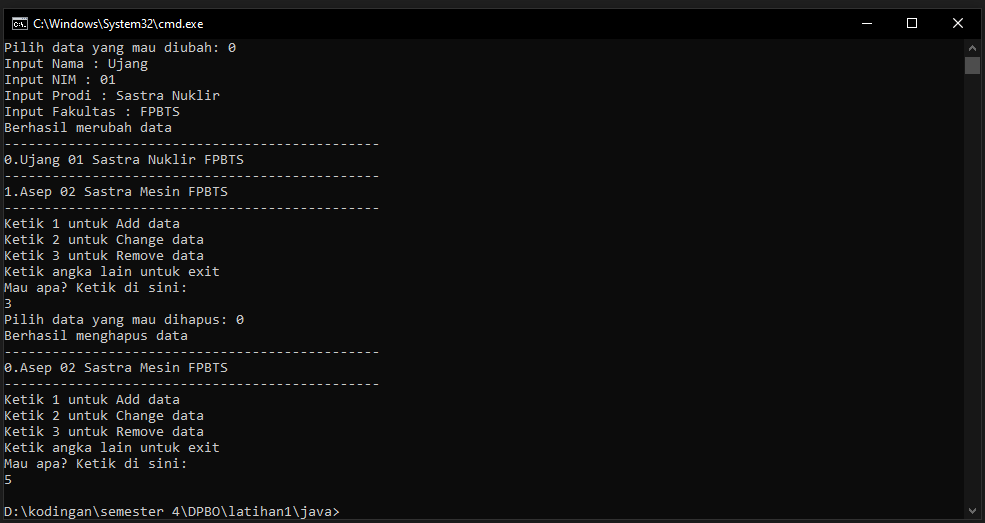 C:\Windows\System32\cmd.exe
Pilih data yang mau diubah: 0
Input Nama : Ujang
Input NIM : 01
Input Prodi : Sastra Nuklir
Input Fakultas : FPBTS
Berhasil merubah data
-----------------------------------------------
0.Ujang 01 Sastra Nuklir FPBTS
-----------------------------------------------
1.Asep 02 Sastra Mesin FPBTS
-----------------------------------------------
Ketik 1 untuk Add data
Ketik 2 untuk Change data
Ketik 3 untuk Remove data
Ketik angka lain untuk exit
Mau apa? Ketik di sini:
3
Pilih data yang mau dihapus: 0
Berhasil menghapus data
-----------------------------------------------
0.Asep 02 Sastra Mesin FPBTS
-----------------------------------------------
Ketik 1 untuk Add data
Ketik 2 untuk Change data
Ketik 3 untuk Remove data
Ketik angka lain untuk exit
Mau apa? Ketik di sini:
5
D:\kodingan\semester 4\DPBO\latihan1\java>